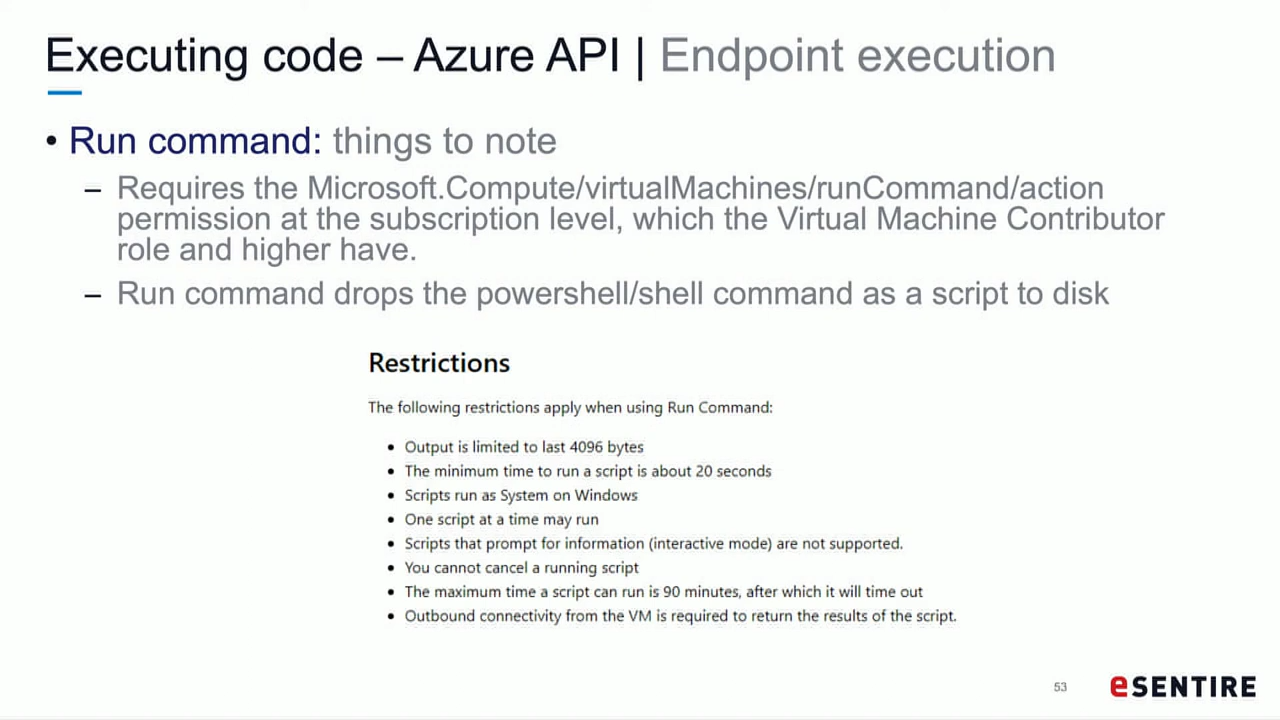 Executing code – Azure API | Endpoint execution
• Run command: things to note
– Requires the Microsoft.Compute/virtualMachines/runCommand/action
permission at the subscription level, which the Virtual Machine Contributor
role and higher have.
– Run command drops the powershell/shell command as a script to disk
Restrictions
The following restrictions apply when using Run Command:
• Output is limited to last 4096 bytes
• The minimum time to run a script is about 20 seconds
• Scripts run as System on Windows
• One script at a time may run
• Scripts that prompt for information (interactive mode) are not supported.
• You cannot cancel a running script
• The maximum time a script can run is 90 minutes, after which it will time out
• Outbound connectivity from the VM is required to return the results of the script.
53
eSENTIRE